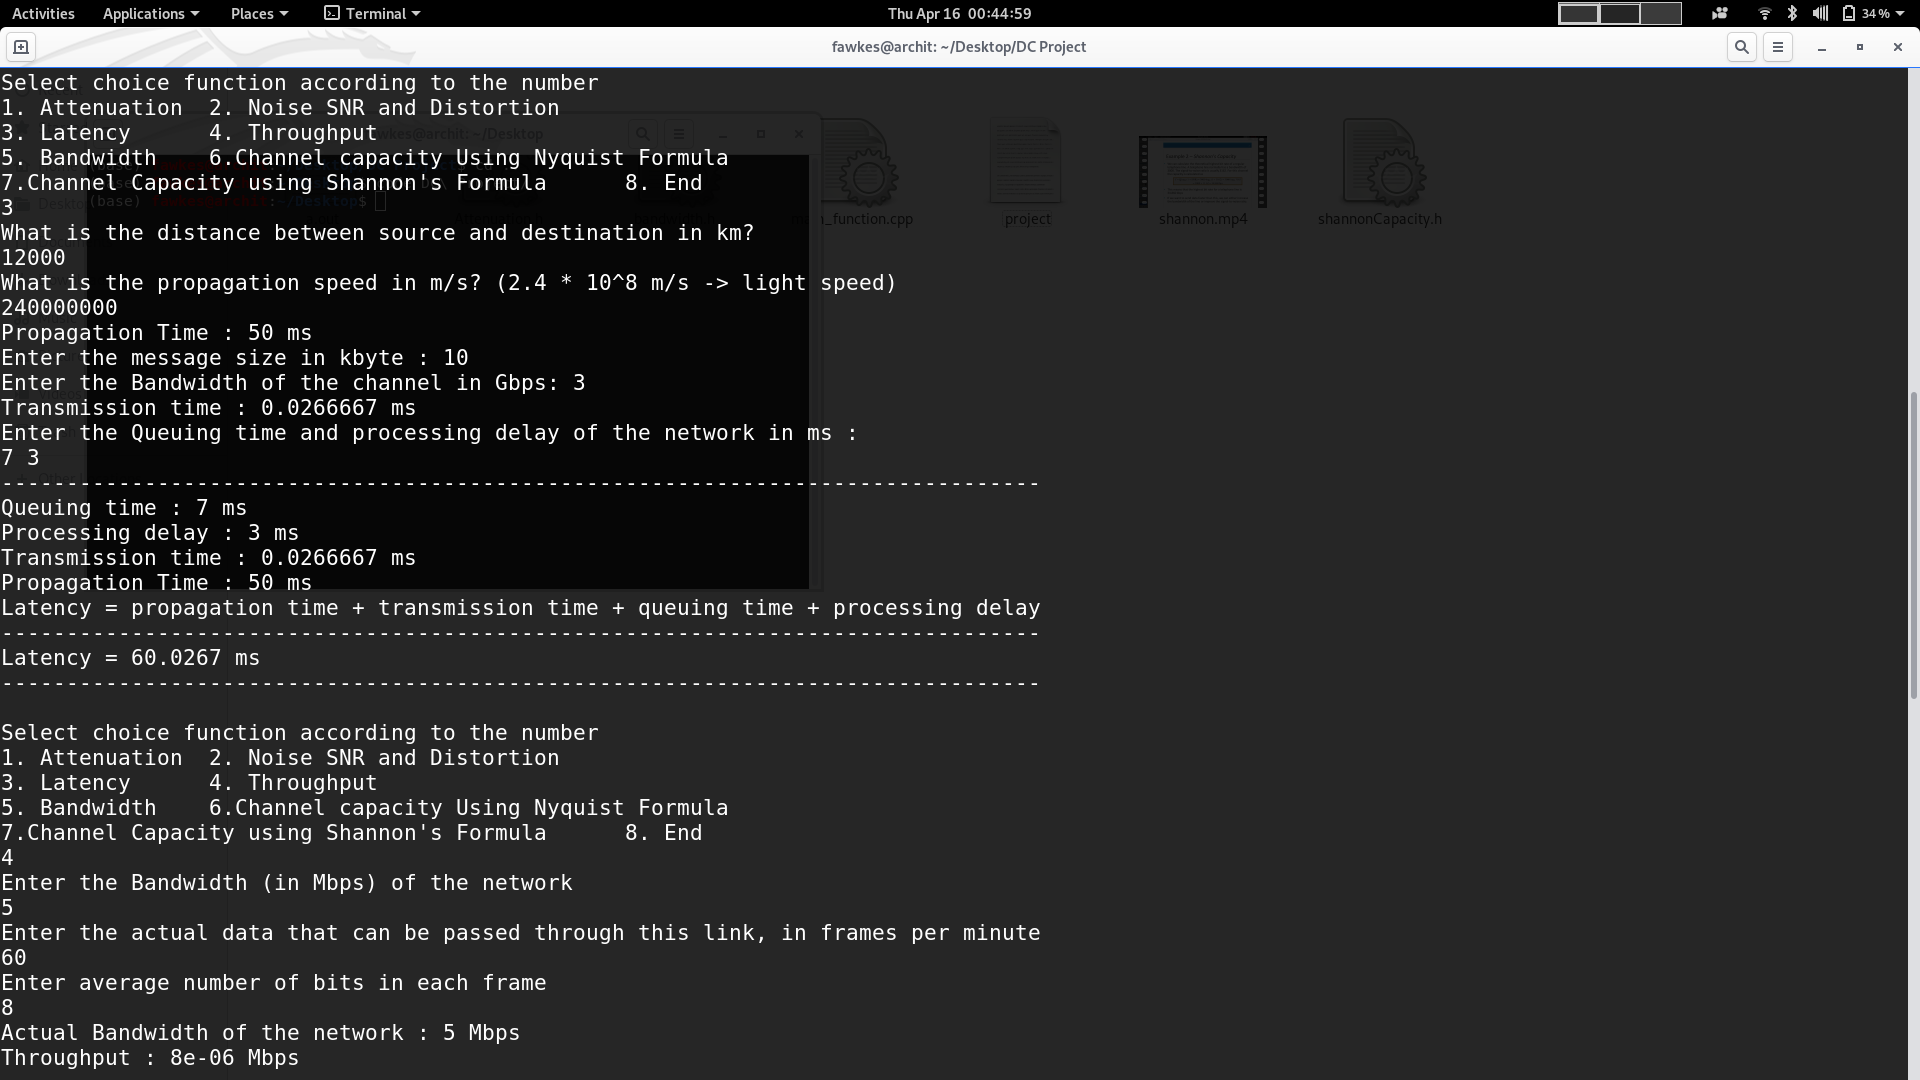 Activities Applications Places Terminal Thu Apr 16 00:44:59 34 %
fawkes@archit: ~/Desktop/DC Project
Select choice function according to the number
1. Attenuation  2. Noise SNR and Distortion
3. Latency      4. Throughput
5. Bandwidth    6.Channel capacity Using Nyquist Formula
7.Channel Capacity using Shannon's Formula      8. End
3
What is the distance between source and destination in km?
12000
What is the propagation speed in m/s? (2.4 * 10^8 m/s -> light speed)
240000000
Propagation Time : 50 ms
Enter the message size in kbyte : 10
Enter the Bandwidth of the channel in Gbps: 3
Transmission time : 0.0266667 ms
Enter the Queuing time and processing delay of the network in ms :
7 3
--------------------------------------------------------------------------------
Queuing time : 7 ms
Processing delay : 3 ms
Transmission time : 0.0266667 ms
Propagation Time : 50 ms
Latency = propagation time + transmission time + queuing time + processing delay
--------------------------------------------------------------------------------
Latency = 60.0267 ms
--------------------------------------------------------------------------------
Select choice function according to the number
1. Attenuation  2. Noise SNR and Distortion
3. Latency      4. Throughput
5. Bandwidth    6.Channel capacity Using Nyquist Formula
7.Channel Capacity using Shannon's Formula      8. End
4
Enter the Bandwidth (in Mbps) of the network
5
Enter the actual data that can be passed through this link, in frames per minute
60
Enter average number of bits in each frame
8
Actual Bandwidth of the network : 5 Mbps
Throughput : 8e-06 Mbps
~/Desktop
(base) ~/Desktop$
_function.cpp project shannon.mp4 shannonCapacity.h